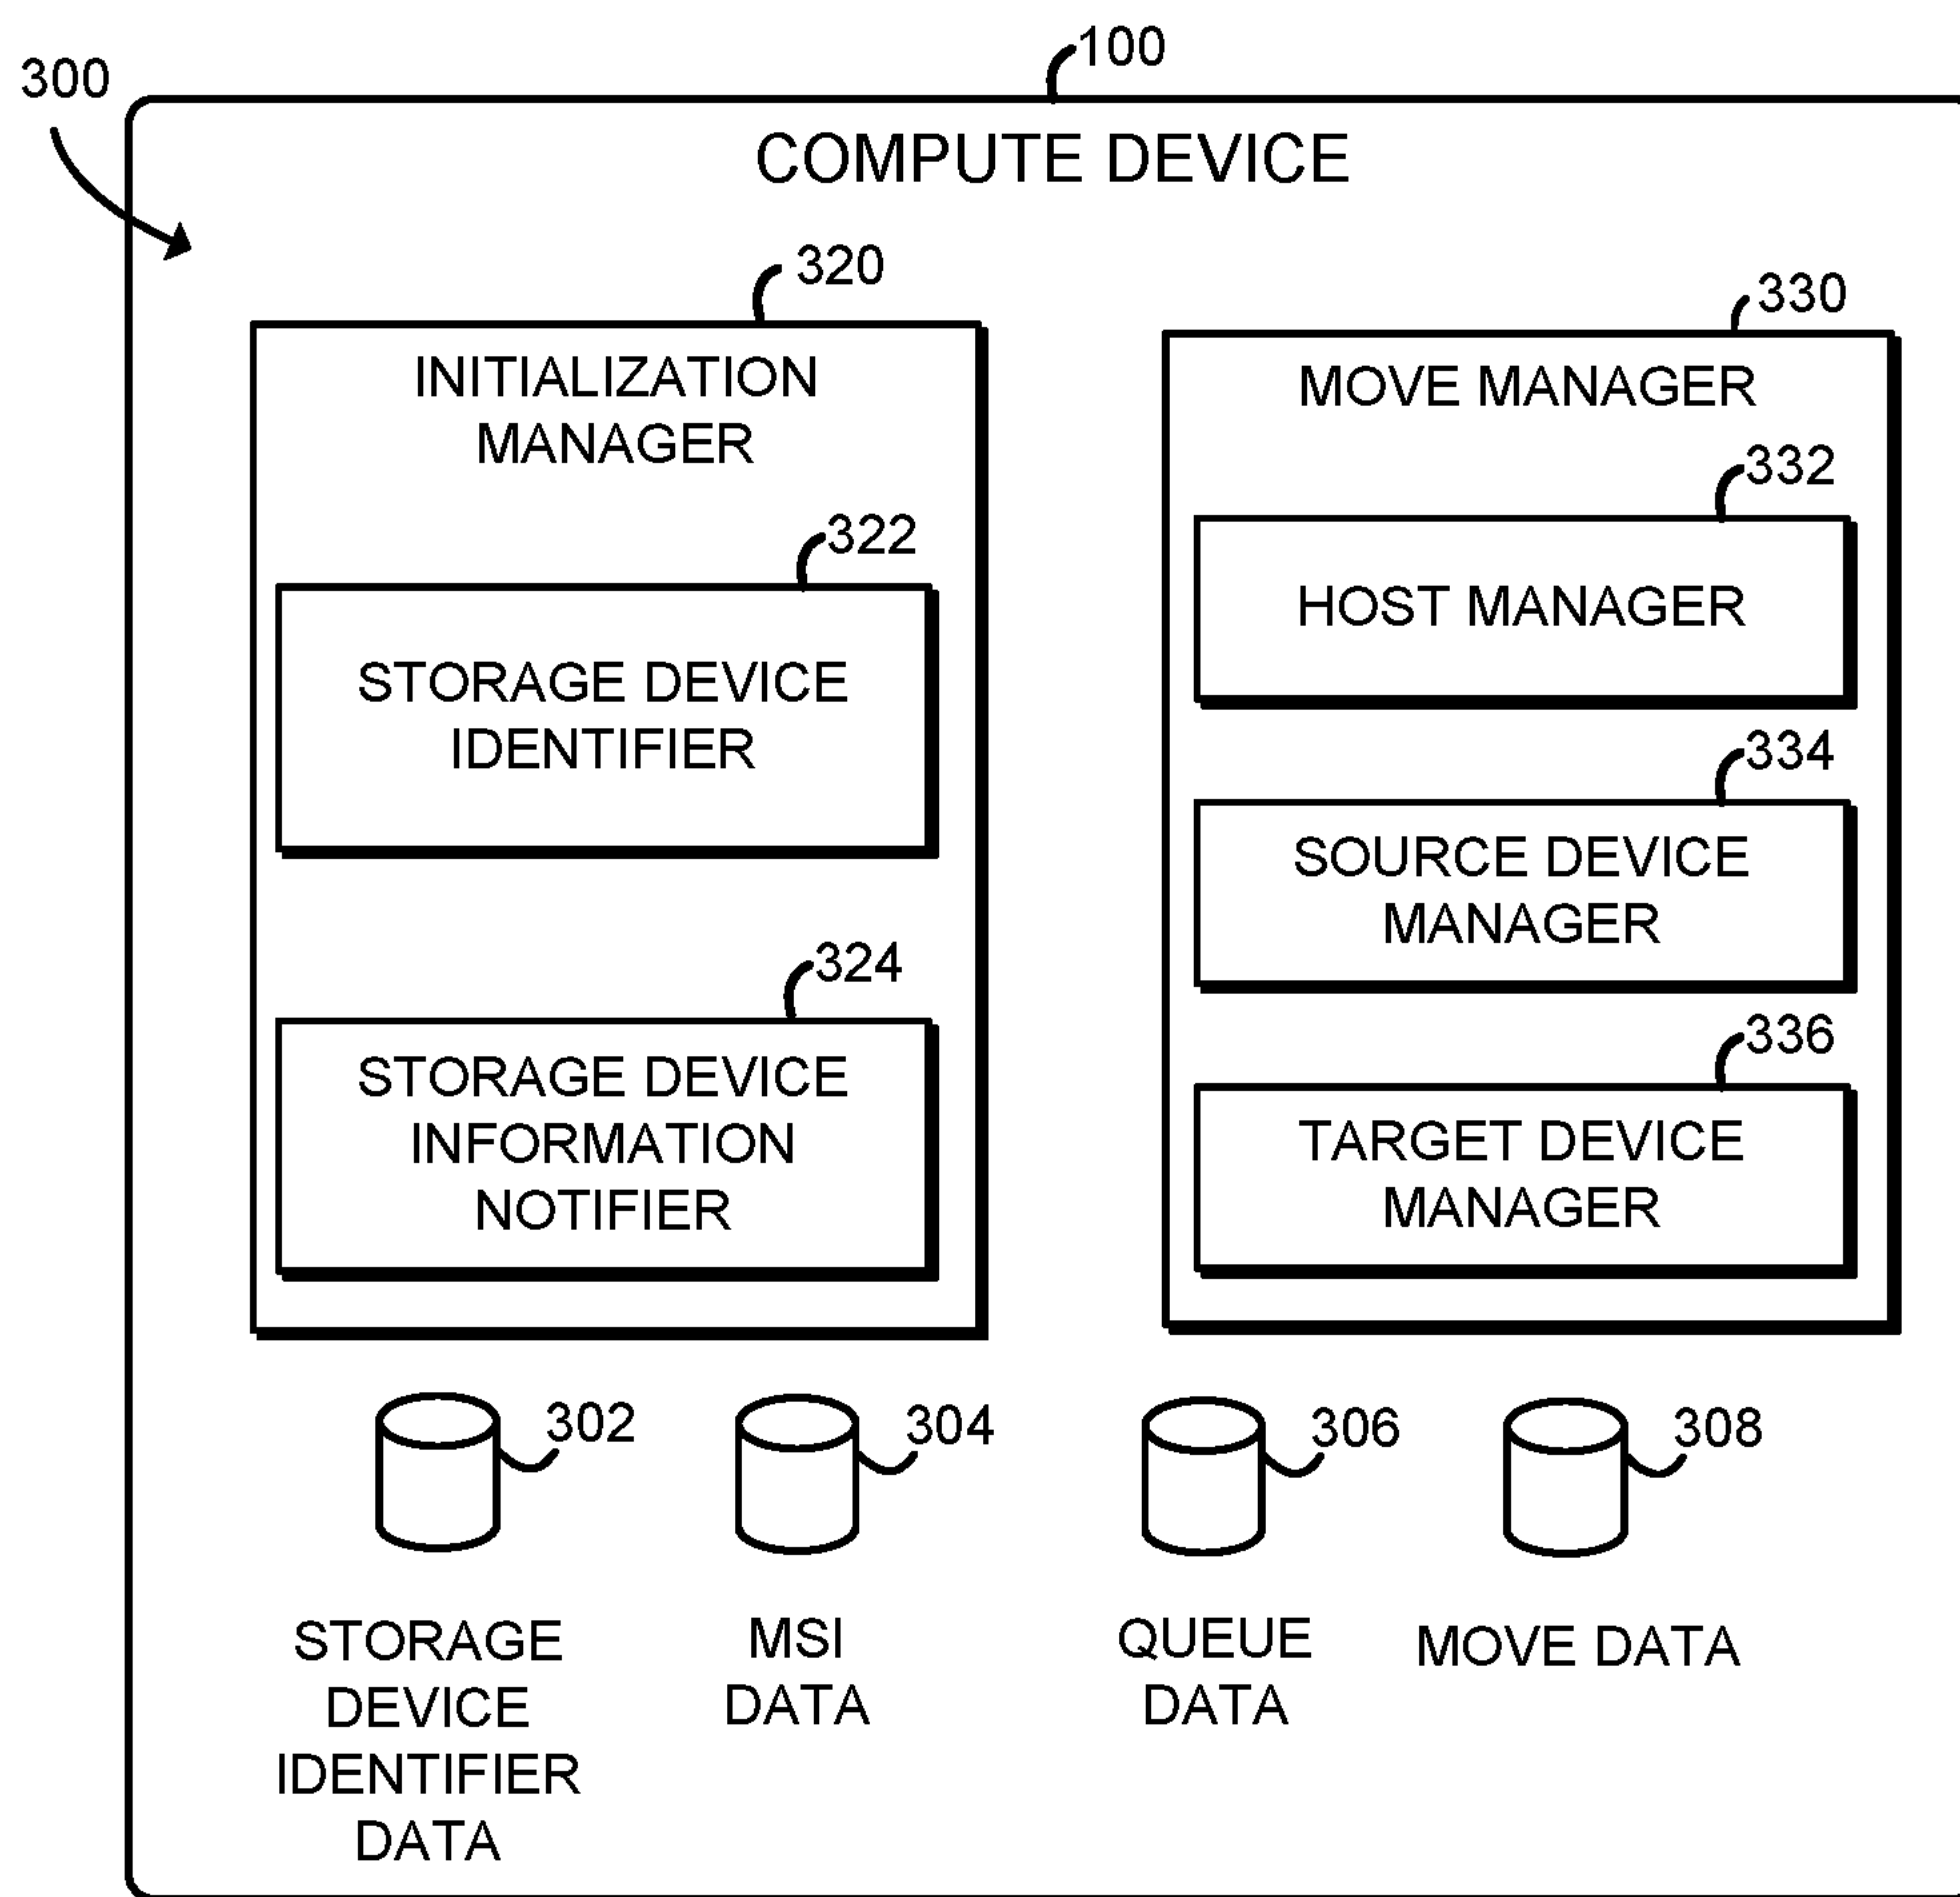 100
300
COMPUTE DEVICE
320
INITIALIZATION
MANAGER
322
STORAGE DEVICE
IDENTIFIER
324
STORAGE DEVICE
INFORMATION
NOTIFIER
330
MOVE MANAGER
332
HOST MANAGER
334
SOURCE DEVICE
MANAGER
336
TARGET DEVICE
MANAGER
302
STORAGE
DEVICE
IDENTIFIER
DATA
304
MSI
DATA
306
QUEUE
DATA
308
MOVE DATA